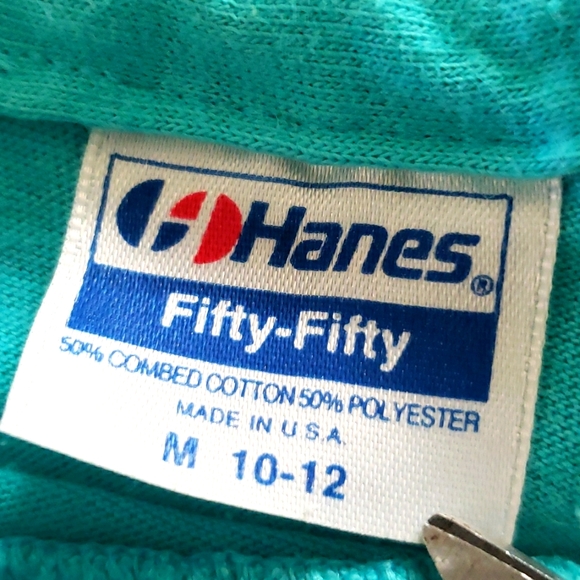 Hanes®
Fifty-Fifty
50% COMBED COTTON 50% POLYESTER
MADE IN U.S.A.
M 10-12